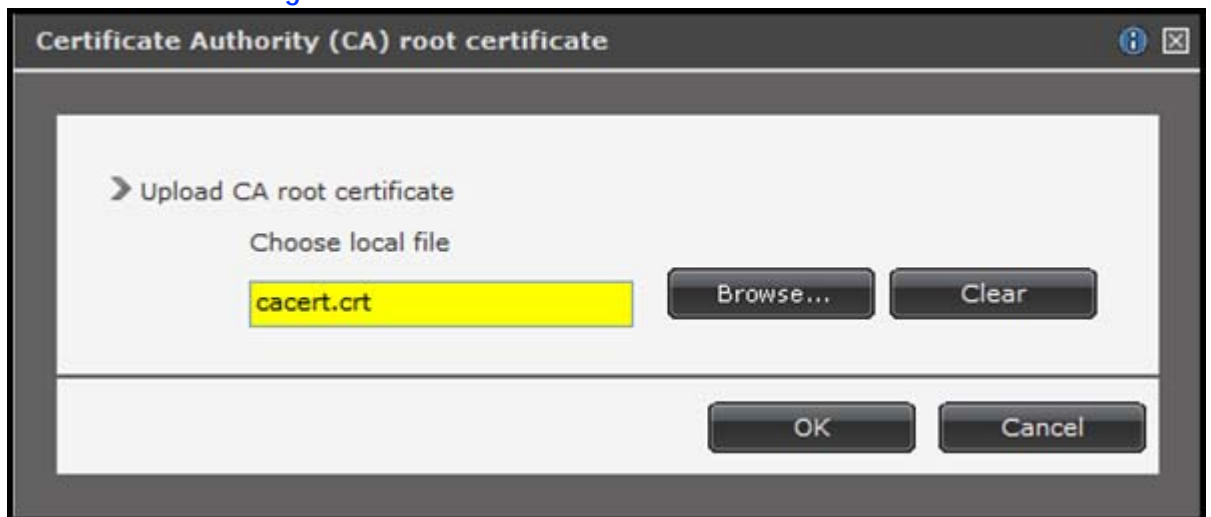 Certificate Authority (CA) root certificate
Upload CA root certificate
Choose local file
cacert.crt
Browse...
Clear
OK
Cancel